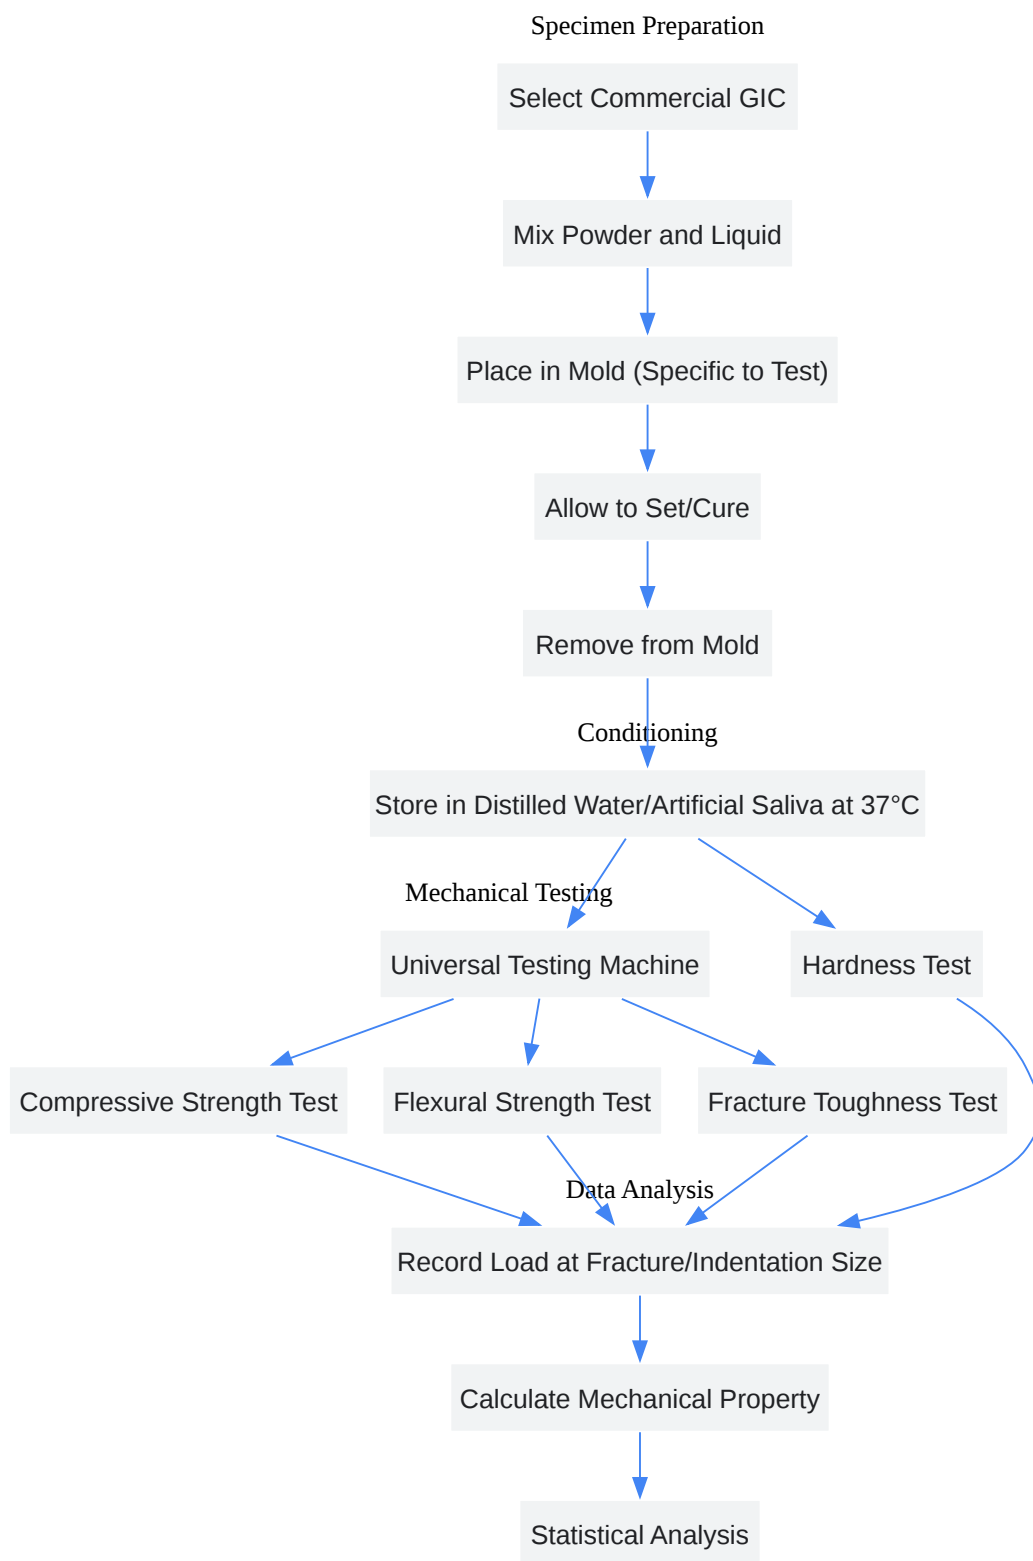 Specimen Preparation
Select Commercial GIC
Mix Powder and Liquid
Place in Mold (Specific to Test)
Allow to Set/Cure
Remove from Mold
Conditioning
Store in Distilled Water/Artificial Saliva at 37°C
Mechanical Testing
Universal Testing Machine
Hardness Test
Compressive Strength Test
Flexural Strength Test
Fracture Toughness Test
Data Analysis
Record Load at Fracture/Indentation Size
Calculate Mechanical Property
Statistical Analysis